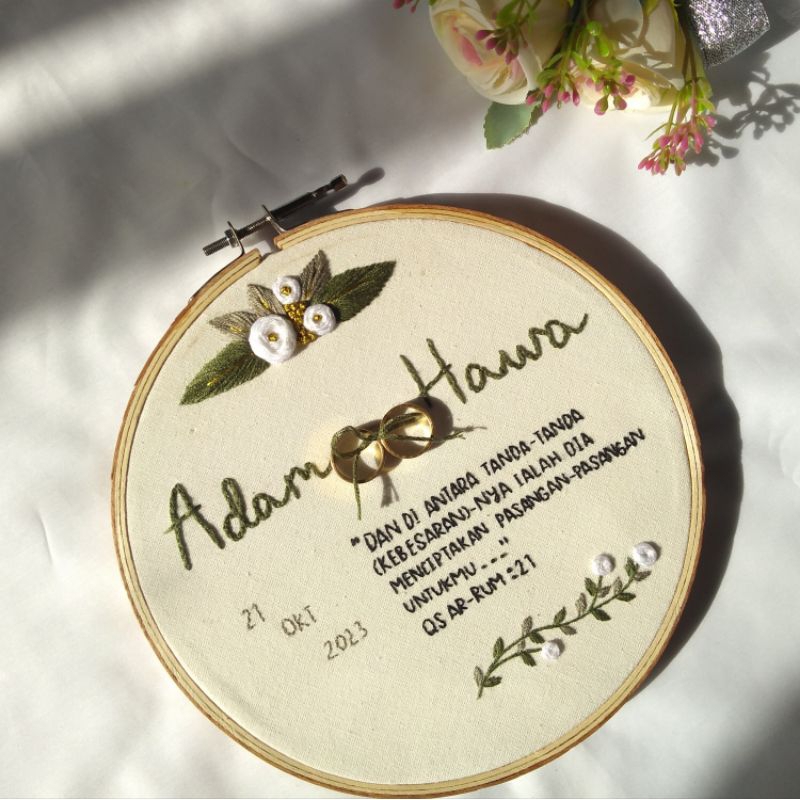 Adam Hawa
"DAN DI ANTARA TANDA-TANDA
(KEBESARAN)-NYA IALAH DIA
MENCIPTAKAN PASANGAN-PASANGAN
UNTUKMU ---"
QS AR-RUM : 21
21 OKT 2023